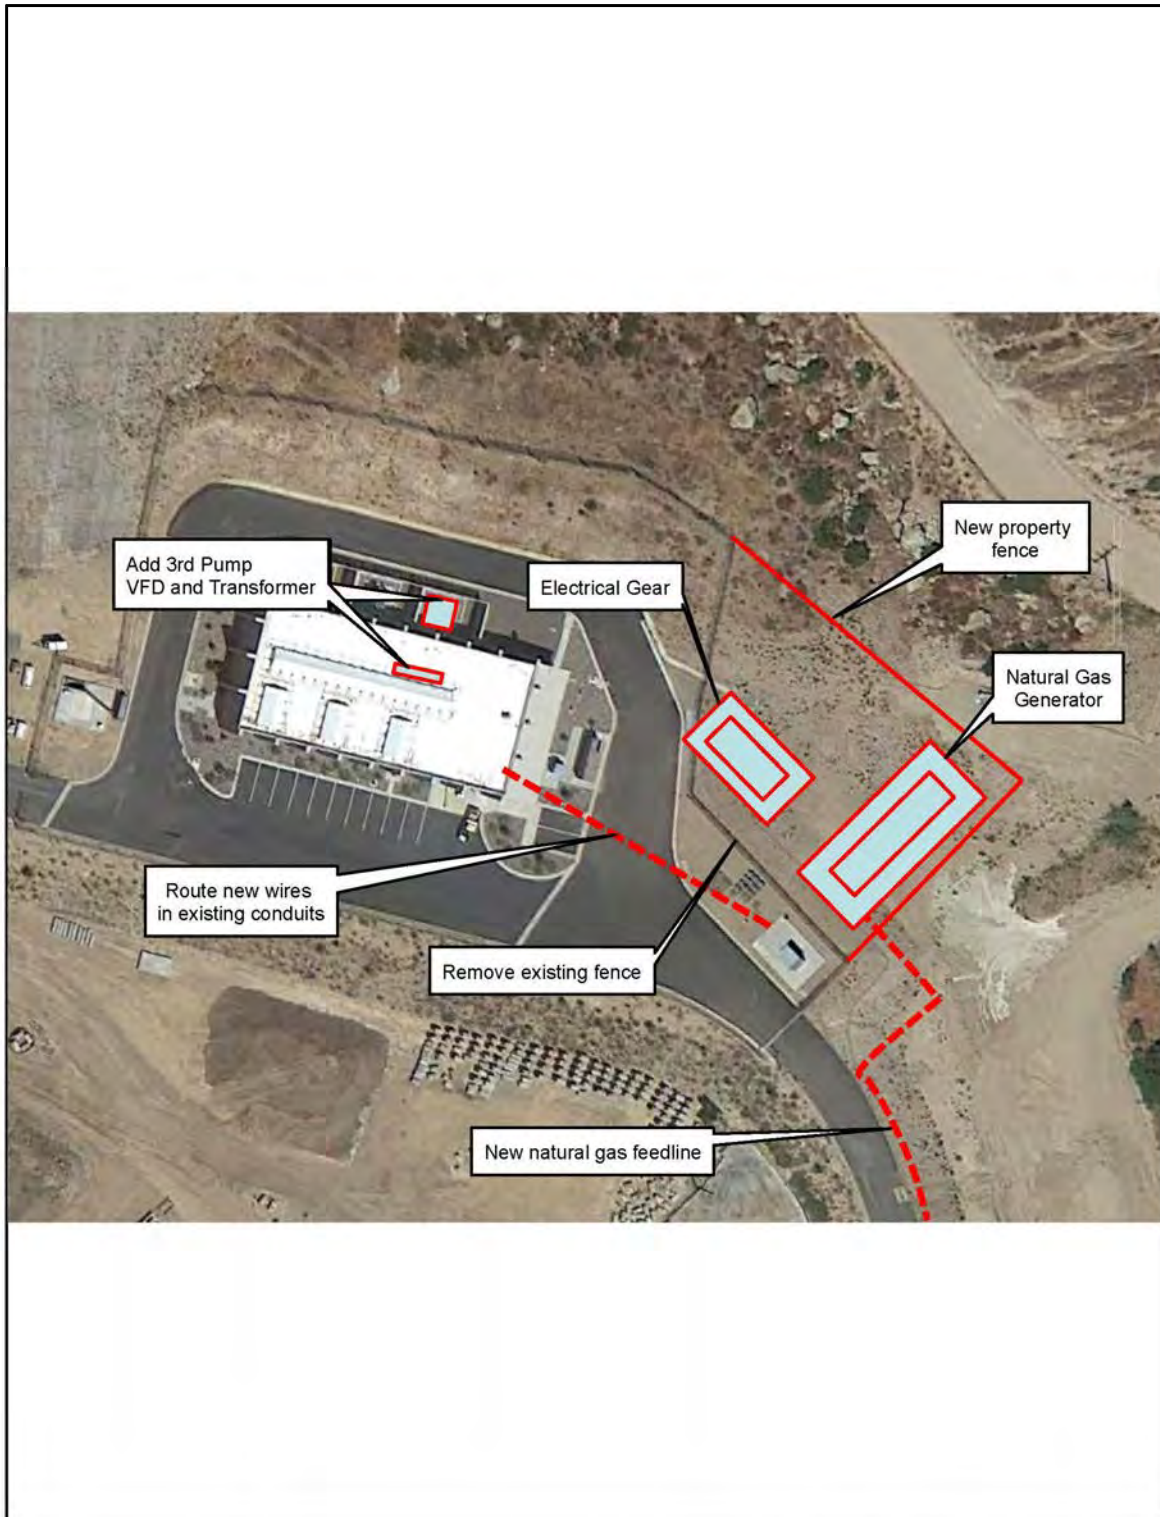 New property
fence
Add 3rd Pump
VFD and Transformer
Electrical Gear
Natural Gas
Generator
Route new wires
in existing conduits
Remove existing fence
New natural gas feedline